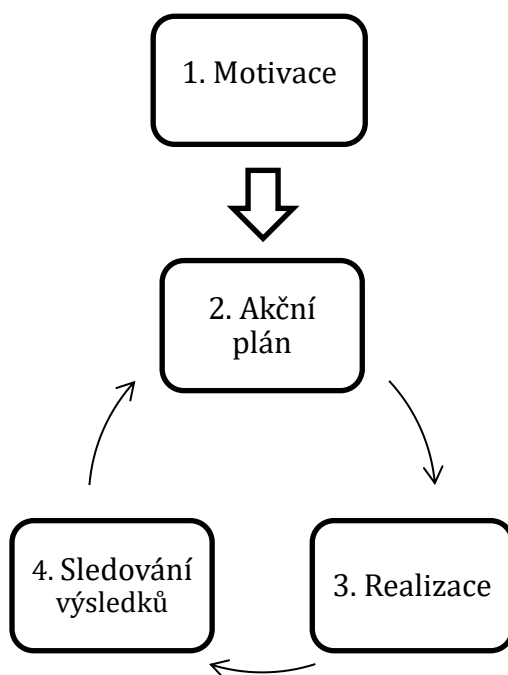 1. Motivace
2. Akční
plán
3. Realizace
4. Sledování
výsledků